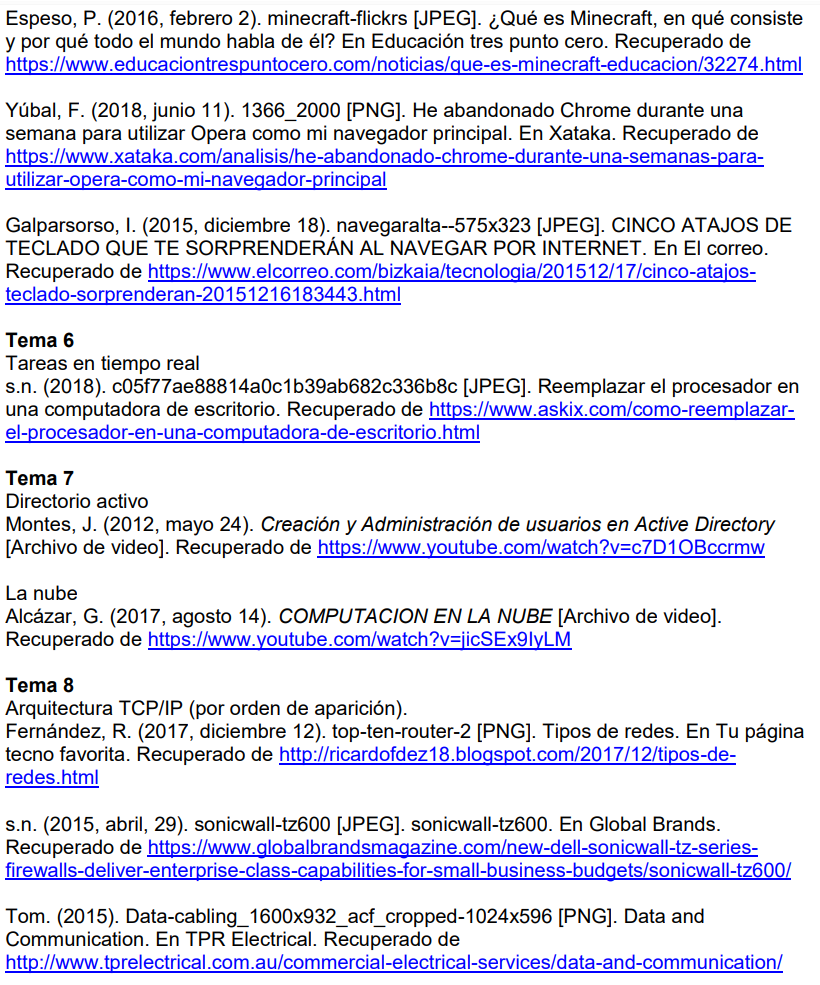 Espeso, P. (2016, febrero 2). minecraft-flickrs [JPEG]. ¿Qué es Minecraft, en qué consiste
y por qué todo el mundo habla de él? En Educación tres punto cero. Recuperado de
https://www.educaciontrespuntocero.com/noticias/que-es-minecraft-educacion/32274.html
Yúbal, F. (2018, junio 11). 1366_2000 [PNG]. He abandonado Chrome durante una
semana para utilizar Opera como mi navegador principal. En Xataka. Recuperado de
https://www.xataka.com/analisis/he-abandonado-chrome-durante-una-semanas-para-
utilizar-opera-como-mi-navegador-principal
Galparsorso, I. (2015, diciembre 18). navegaralta--575x323 [JPEG]. CINCO ATAJOS DE
TECLADO QUE TE SORPRENDERÁN AL NAVEGAR POR INTERNET. En El correo.
Recuperado de https://www.elcorreo.com/bizkaia/tecnologia/201512/17/cinco-atajos-
teclado-sorprenderan-20151216183443.html
Tema 6
Tareas en tiempo real
s.n. (2018). c05f77ae88814a0c1b39ab682c336b8c [JPEG]. Reemplazar el procesador en
una computadora de escritorio. Recuperado de https://www.askix.com/como-reemplazar-
el-procesador-en-una-computadora-de-escritorio.html
Tema 7
Directorio activo
Montes, J. (2012, mayo 24). Creación y Administración de usuarios en Active Directory
[Archivo de video]. Recuperado de https://www.youtube.com/watch?v=c7D1OBccrmw
La nube
Alcázar, G. (2017, agosto 14). COMPUTACION EN LA NUBE [Archivo de video].
Recuperado de https://www.youtube.com/watch?v=jicSEx9IyLM
Tema 8
Arquitectura TCP/IP (por orden de aparición).
Fernández, R. (2017, diciembre 12). top-ten-router-2 [PNG]. Tipos de redes. En Tu página
tecno favorita. Recuperado de http://ricardofdez18.blogspot.com/2017/12/tipos-de-
redes.html
s.n. (2015, abril, 29). sonicwall-tz600 [JPEG]. sonicwall-tz600. En Global Brands.
Recuperado de https://www.globalbrandsmagazine.com/new-dell-sonicwall-tz-series-
firewalls-deliver-enterprise-class-capabilities-for-small-business-budgets/sonicwall-tz600/
Tom. (2015). Data-cabling_1600x932_acf_cropped-1024x596 [PNG]. Data and
Communication. En TPR Electrical. Recuperado de
http://www.tprelectrical.com.au/commercial-electrical-services/data-and-communication/